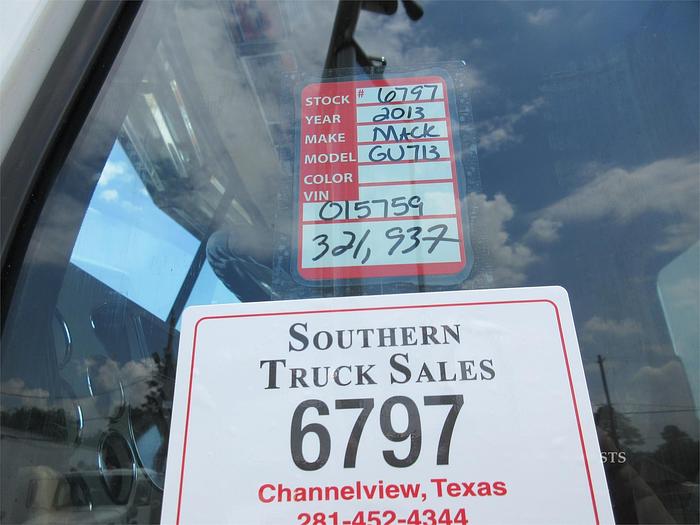 STOCK # 6797
YEAR 2013
MAKE MACK
MODEL GU713
COLOR
VIN
015759
321,937
SOUTHERN
TRUCK SALES
6797
Channelview, Texas
281-452-4344
STS